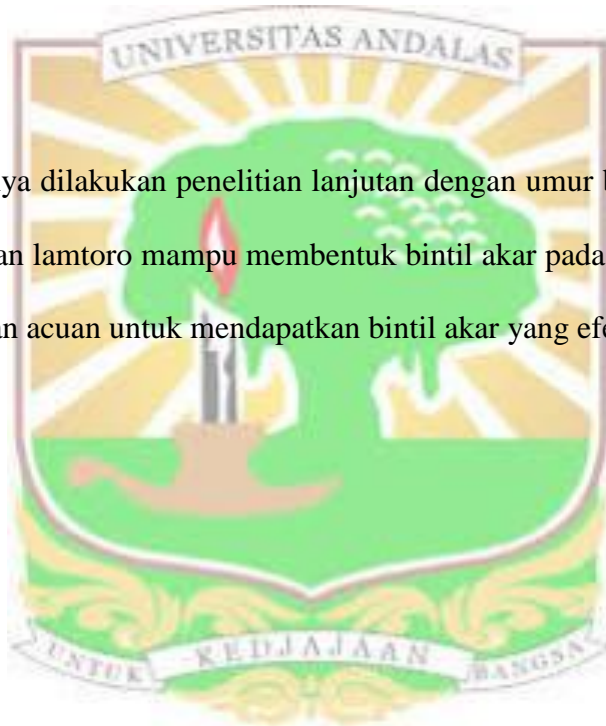 UNIVERSITAS ANDALAS
ya dilakukan penelitian lanjutan dengan umur
an lamtoro mampu membentuk bintil akar pada
an acuan untuk mendapatkan bintil akar yang
UNTUK KEDJAJAAN BANGSA